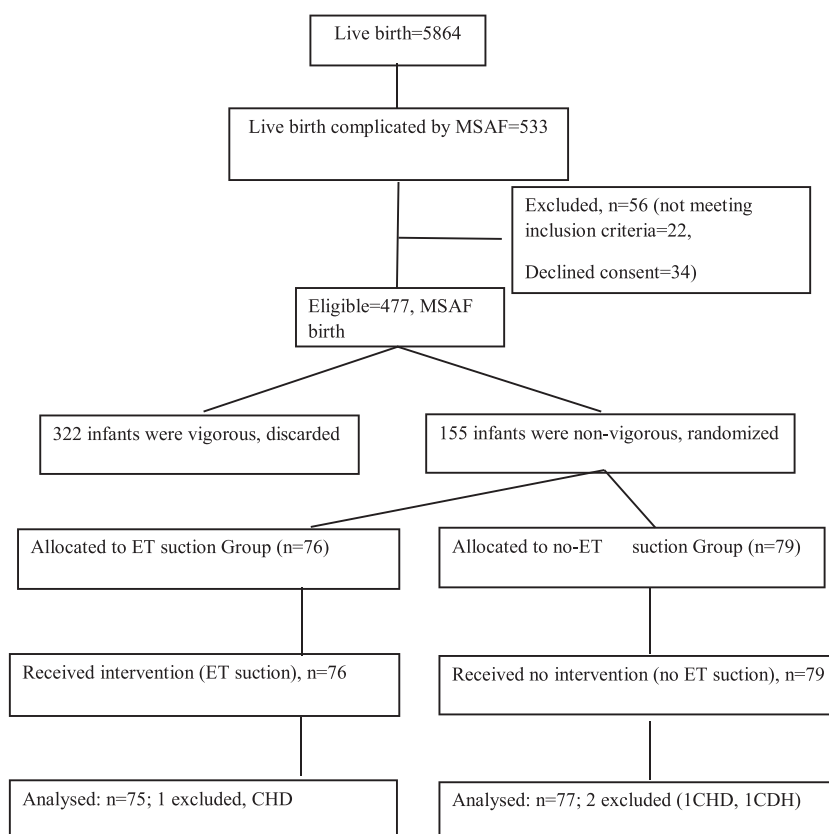 Live birth=5864
Live birth complicated by MSAF=533
Excluded, n=56 (not meeting
inclusion criteria=22,
Declined consent=34)
Eligible=477, MSAF
birth
322 infants were vigorous, discarded
155 infants were non-vigorous, randomized
Allocated to ET suction Group (n=76)
Allocated to no-ET suction Group (n=79)
Received intervention (ET suction), n=76
Received no intervention (no ET suction), n=79
Analysed: n=75; 1 excluded, CHD
Analysed: n=77; 2 excluded (1CHD, 1CDH)